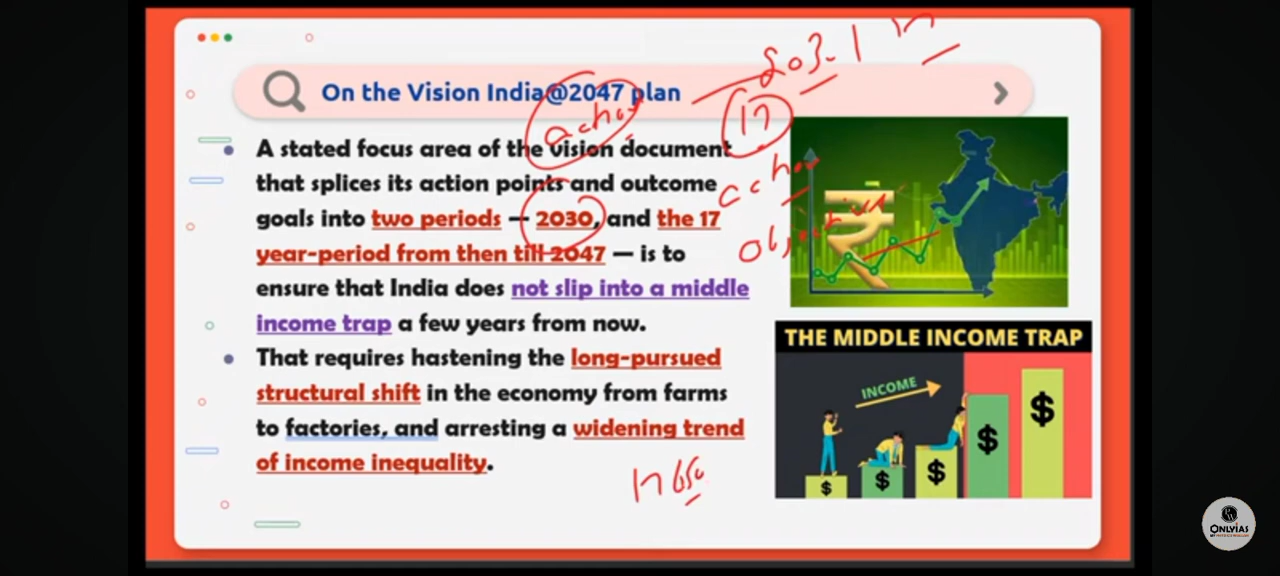 On the Vision India@2047 plan
2031
17
A stated focus area of the vision document
that splices its action points and outcome
goals into two periods – 2030, and the 17
year-period from then till 2047 — is to
ensure that India does not slip into a middle
income trap a few years from now.
That requires hastening the long-pursued
structural shift in the economy from farms
to factories, and arresting a widening trend
of income inequality.
THE MIDDLE INCOME TRAP
INCOME
$
$
$
$
$
ONLYIAS